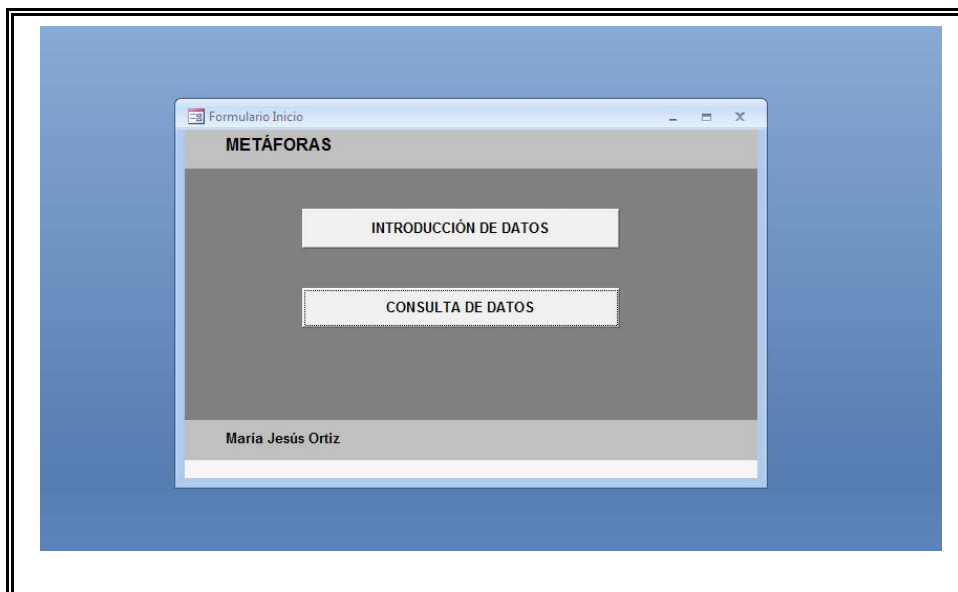 Formulario Inicio
METÁFORAS
INTRODUCCIÓN DE DATOS
CONSULTA DE DATOS
María Jesús Ortiz